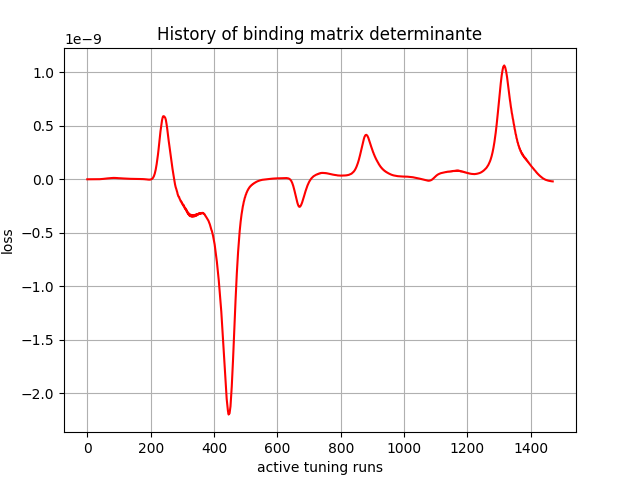 History of binding matrix determinante
1e−9
1.0
0.5
0.0
−0.5
−1.0
−1.5
−2.0
loss
0 200 400 600 800 1000 1200 1400
active tuning runs